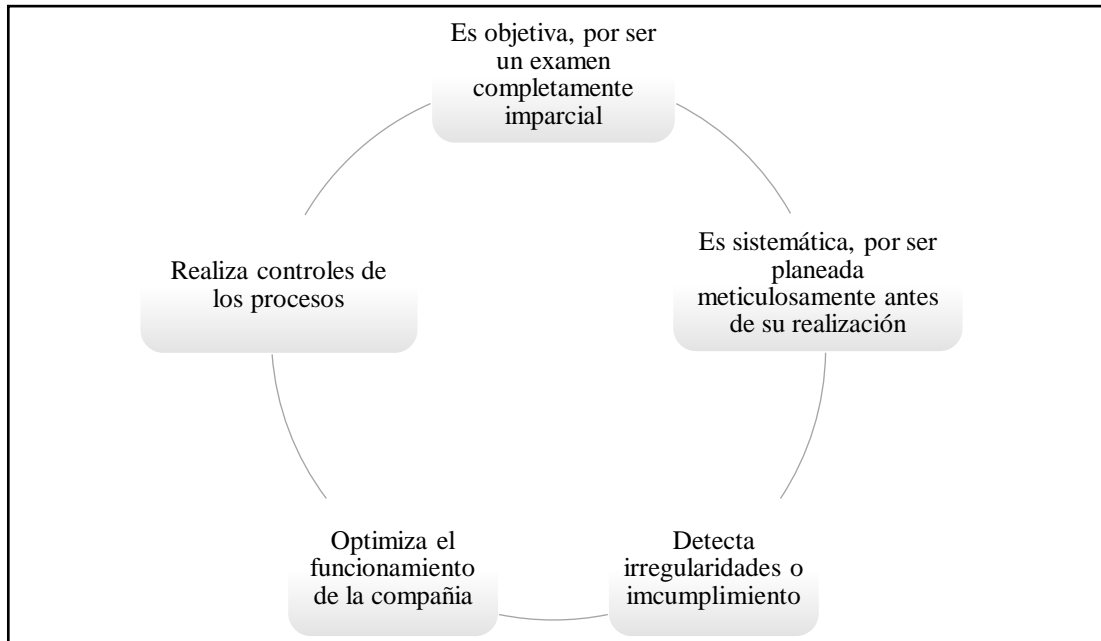 Es objetiva, por ser
un examen
completamente
imparcial
Es sistemática, por ser
planeada
meticulosamente antes
de su realización
Detecta
irregularidades o
imcumplimiento
Optimiza el
funcionamiento
de la compañia
Realiza controles de
los procesos